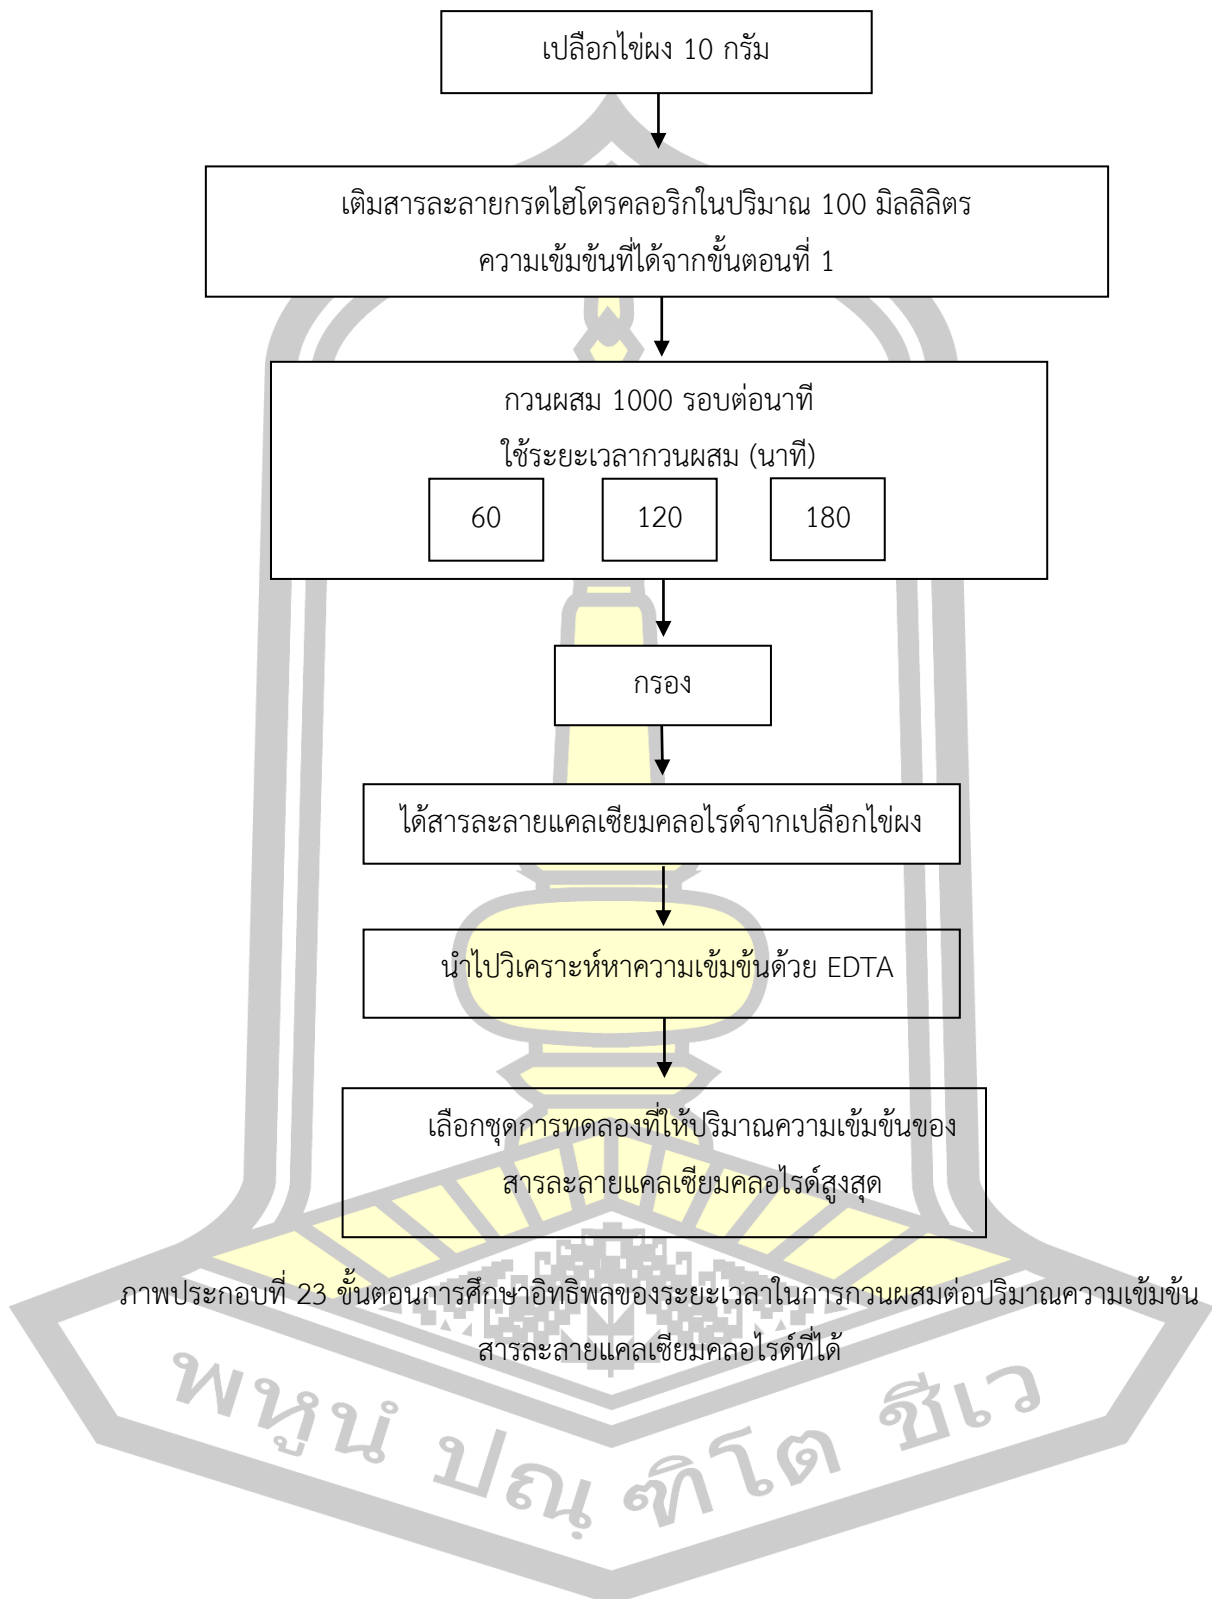 เปลือกไข่ผง 10 กรัม
เติมสารละลายกรดไฮโดรคลอริกในปริมาณ 100 มิลลิลิตร
ความเข้มข้นที่ได้จากขั้นตอนที่ 1
กวนผสม 1000 รอบต่อนาที
ใช้ระยะเวลากวนผสม (นาที)
60 120 180
กรอง
ได้สารละลายแคลเซียมคลอไรด์จากเปลือกไข่ผง
นำไปวิเคราะห์หาความเข้มข้นด้วย EDTA
เลือกชุดการทดลองที่ให้ปริมาณความเข้มข้นของ
สารละลายแคลเซียมคลอไรด์สูงสุด
ภาพประกอบที่ 23 ขั้นตอนการศึกษาอิทธิพลของระยะเวลาในการกวนผสมต่อปริมาณความเข้มข้น
สารละลายแคลเซียมคลอไรด์ที่ได้
พหูนํ ปณฺฑิโต ชีเว